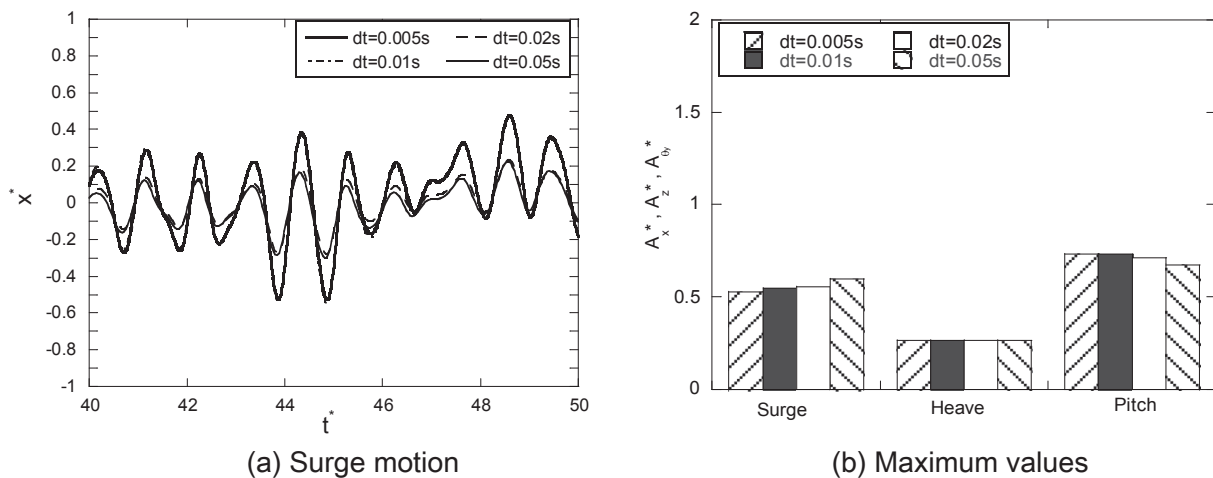 1
0.8
0.6
0.4
0.2
0
-0.2
-0.4
-0.6
-0.8
-1
x*
dt=0.005s dt=0.02s
dt=0.01s dt=0.05s
40 42 44 46 48 50
t*
(a) Surge motion
2
1.5
1
0.5
0
A_x*, A_z*, A_θy*
dt=0.005s dt=0.02s
dt=0.01s dt=0.05s
Surge Heave Pitch
(b) Maximum values